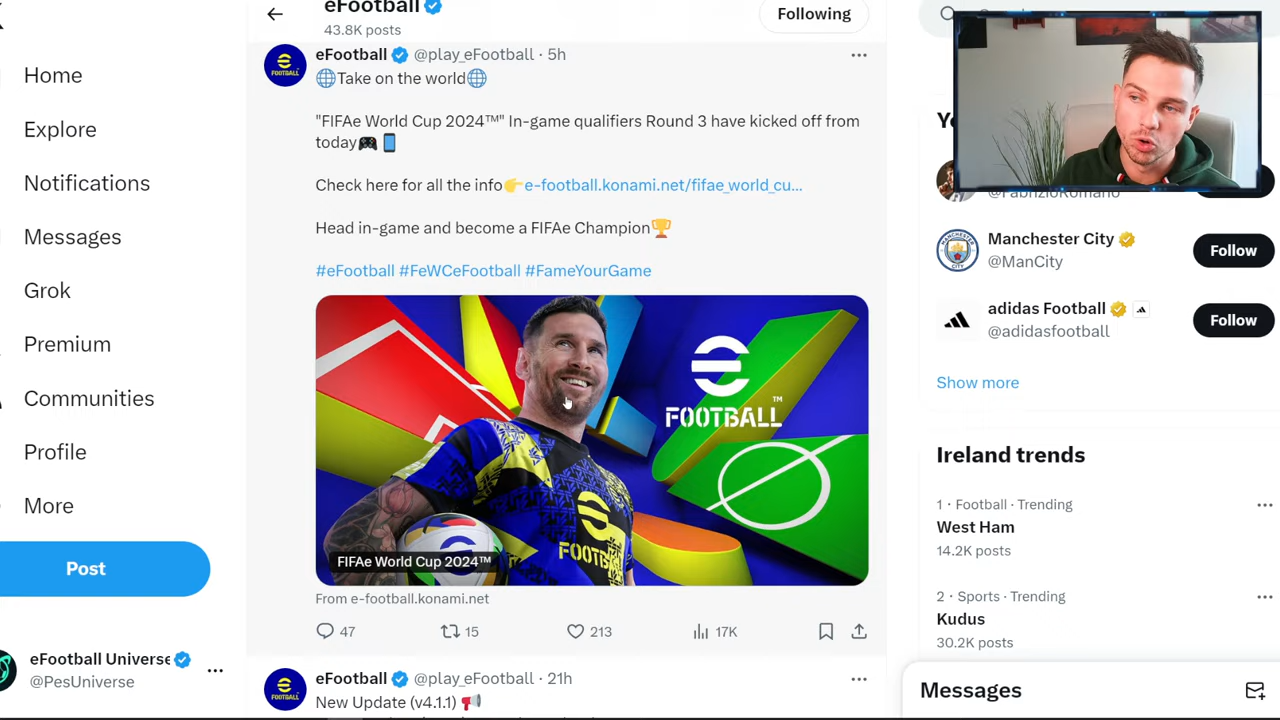 Home
Explore
Notifications
Messages
Grok
Premium
Communities
Profile
More
Post
eFootball Universe
@PesUniverse
eFootball
43.8K posts
Following
eFootball @play_eFootball · 5h
🌐Take on the world🌐
"FIFAe World Cup 2024™" In-game qualifiers Round 3 have kicked off from
today🎮📱
Check here for all the info👉e-football.konami.net/fifae_world_cu...
Head in-game and become a FIFAe Champion🏆
#eFootball #FeWCeFootball #FameYourGame
FOOTBALL™
FOOTBALL
FIFAe World Cup 2024™
From e-football.konami.net
47 15 213 17K
eFootball @play_eFootball · 21h
New Update (v4.1.1) 📢
@FabrizioRomano
Manchester City
@ManCity
Follow
adidas Football
@adidasfootball
Follow
Show more
Ireland trends
1 · Football · Trending
West Ham
14.2K posts
2 · Sports · Trending
Kudus
30.2K posts
Messages